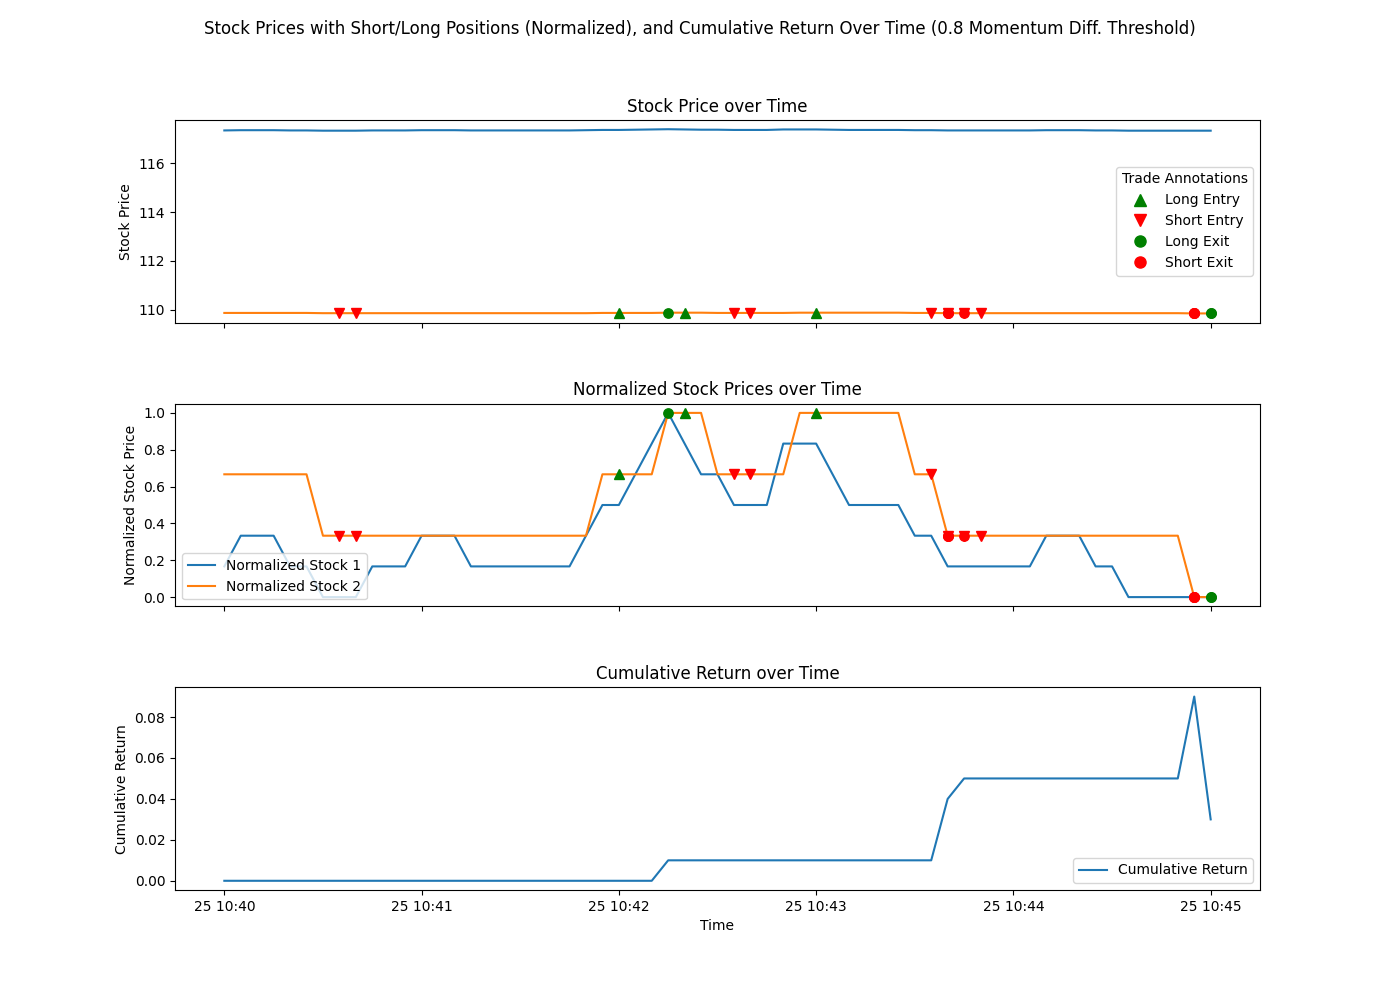 Stock Prices with Short/Long Positions (Normalized), and Cumulative Return Over Time (0.8 Momentum Diff. Threshold)
Stock Price over Time
Stock Price
116
114
112
110
Trade Annotations
Long Entry
Short Entry
Long Exit
Short Exit
Normalized Stock Prices over Time
Normalized Stock Price
1.0
0.8
0.6
0.4
0.2
0.0
Normalized Stock 1
Normalized Stock 2
Cumulative Return over Time
Cumulative Return
0.08
0.06
0.04
0.02
0.00
Cumulative Return
25 10:40 25 10:41 25 10:42 25 10:43 25 10:44 25 10:45
Time